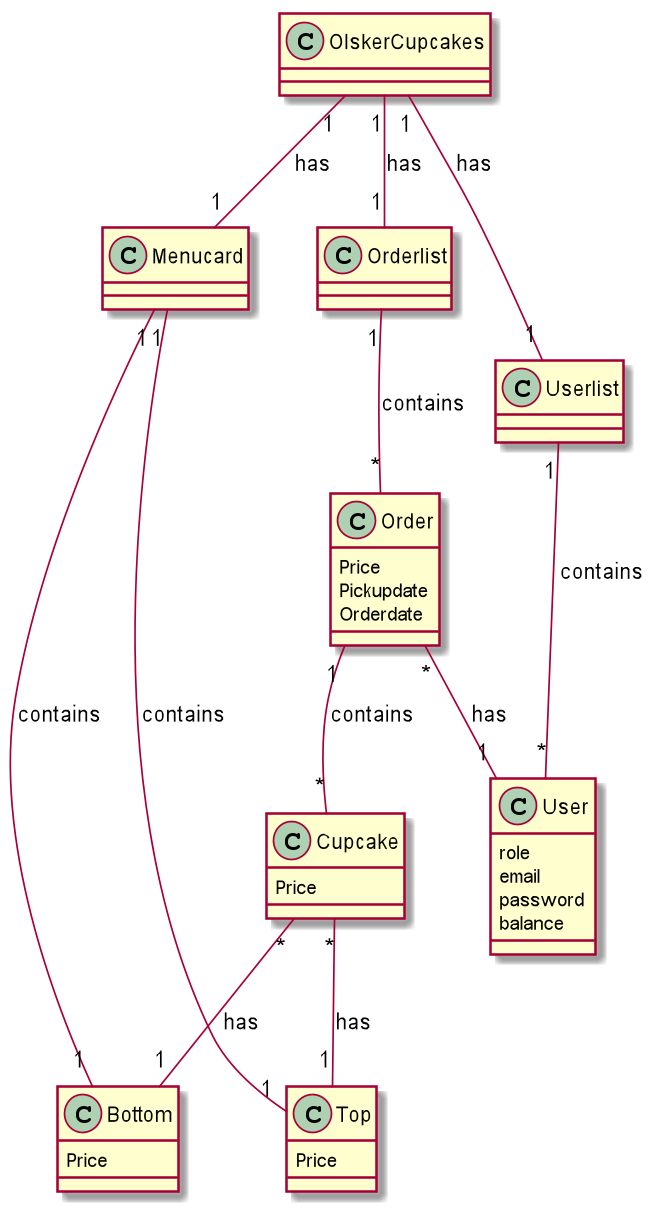 C OlskerCupcakes
1 1 1
has has has
1 1
C Menucard
C Orderlist
1 1 1 1
C Userlist
contains
* 1
C Order
Price
Pickupdate
Orderdate
contains
1 *
contains contains contains has
* 1 *
C User
role
email
password
balance
C Cupcake
Price
* *
has has
1 1 1 1
C Bottom
Price
C Top
Price